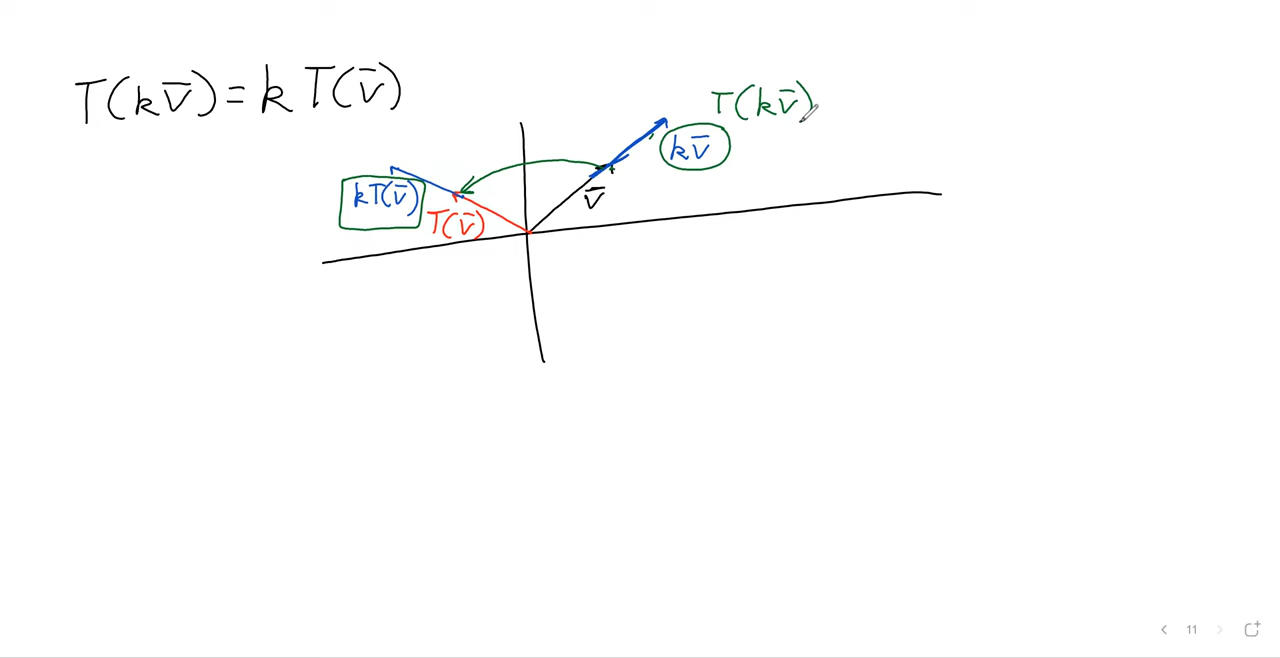 T(kv̄) = k T(v̄)
T(kv̄)
kv̄
v̄
kT(v̄)
T(v̄)
11